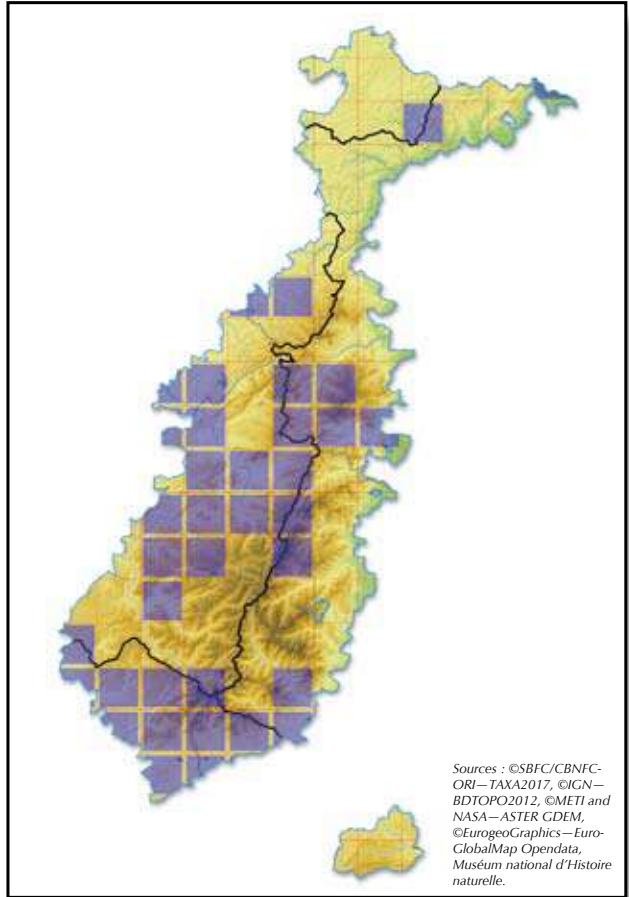 Sources : ©SBFC/CBNFC-
ORI—TAXA2017, ©IGN—
BDTOPO2012, ©METI and
NASA—ASTER GDEM,
©EurogeoGraphics—Euro-
GlobalMap Opendata,
Muséum national d'Histoire
naturelle.